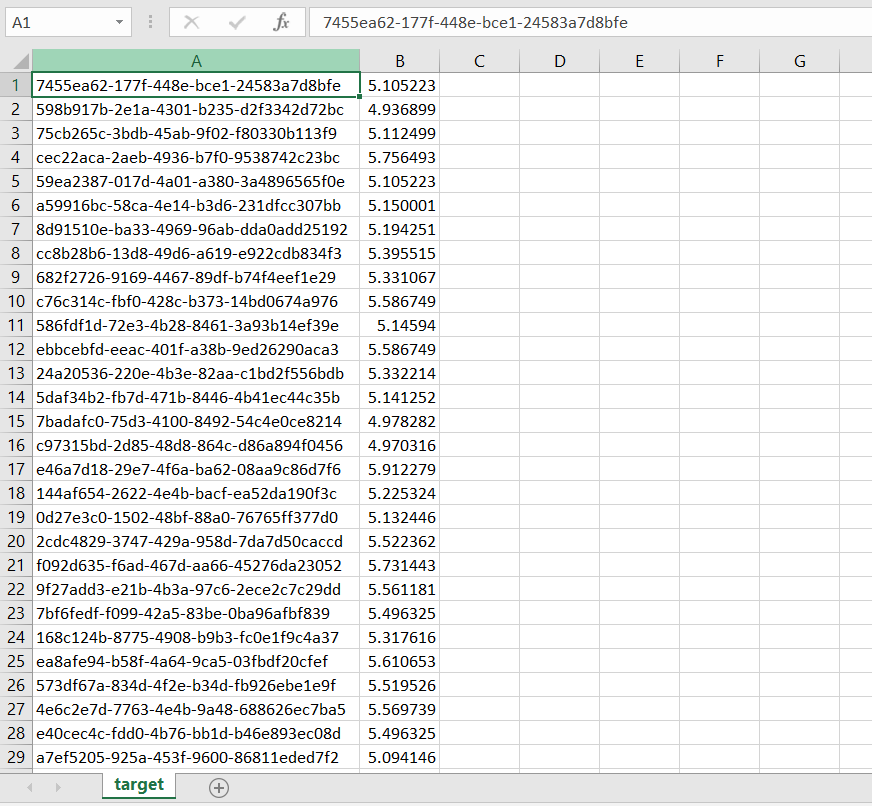 A1 fx 7455ea62-177f-448e-bce1-24583a7d8bfe
A B C D E F G
1 7455ea62-177f-448e-bce1-24583a7d8bfe 5.105223
2 598b917b-2e1a-4301-b235-d2f3342d72bc 4.936899
3 75cb265c-3bdb-45ab-9f02-f80330b113f9 5.112499
4 cec22aca-2aeb-4936-b7f0-9538742c23bc 5.756493
5 59ea2387-017d-4a01-a380-3a4896565f0e 5.105223
6 a59916bc-58ca-4e14-b3d6-231dfcc307bb 5.150001
7 8d91510e-ba33-4969-96ab-dda0add25192 5.194251
8 cc8b28b6-13d8-49d6-a619-e922cdb834f3 5.395515
9 682f2726-9169-4467-89df-b74f4eef1e29 5.331067
10 c76c314c-fbf0-428c-b373-14bd0674a976 5.586749
11 586fdf1d-72e3-4b28-8461-3a93b14ef39e 5.14594
12 ebbcebfd-eeac-401f-a38b-9ed26290aca3 5.586749
13 24a20536-220e-4b3e-82aa-c1bd2f556bdb 5.332214
14 5daf34b2-fb7d-471b-8446-4b41ec44c35b 5.141252
15 7badafc0-75d3-4100-8492-54c4e0ce8214 4.978282
16 c97315bd-2d85-48d8-864c-d86a894f0456 4.970316
17 e46a7d18-29e7-4f6a-ba62-08aa9c86d7f6 5.912279
18 144af654-2622-4e4b-bacf-ea52da190f3c 5.225324
19 0d27e3c0-1502-48bf-88a0-76765ff377d0 5.132446
20 2cdc4829-3747-429a-958d-7da7d50caccd 5.522362
21 f092d635-f6ad-467d-aa66-45276da23052 5.731443
22 9f27add3-e21b-4b3a-97c6-2ece2c7c29dd 5.561181
23 7bf6fedf-f099-42a5-83be-0ba96afbf839 5.496325
24 168c124b-8775-4908-b9b3-fc0e1f9c4a37 5.317616
25 ea8afe94-b58f-4a64-9ca5-03fbdf20cfef 5.610653
26 573df67a-834d-4f2e-b34d-fb926ebe1e9f 5.519526
27 4e6c2e7d-7763-4e4b-9a48-688626ec7ba5 5.569739
28 e40cec4c-fdd0-4b76-bb1d-b46e893ec08d 5.496325
29 a7ef5205-925a-453f-9600-86811eded7f2 5.094146
target